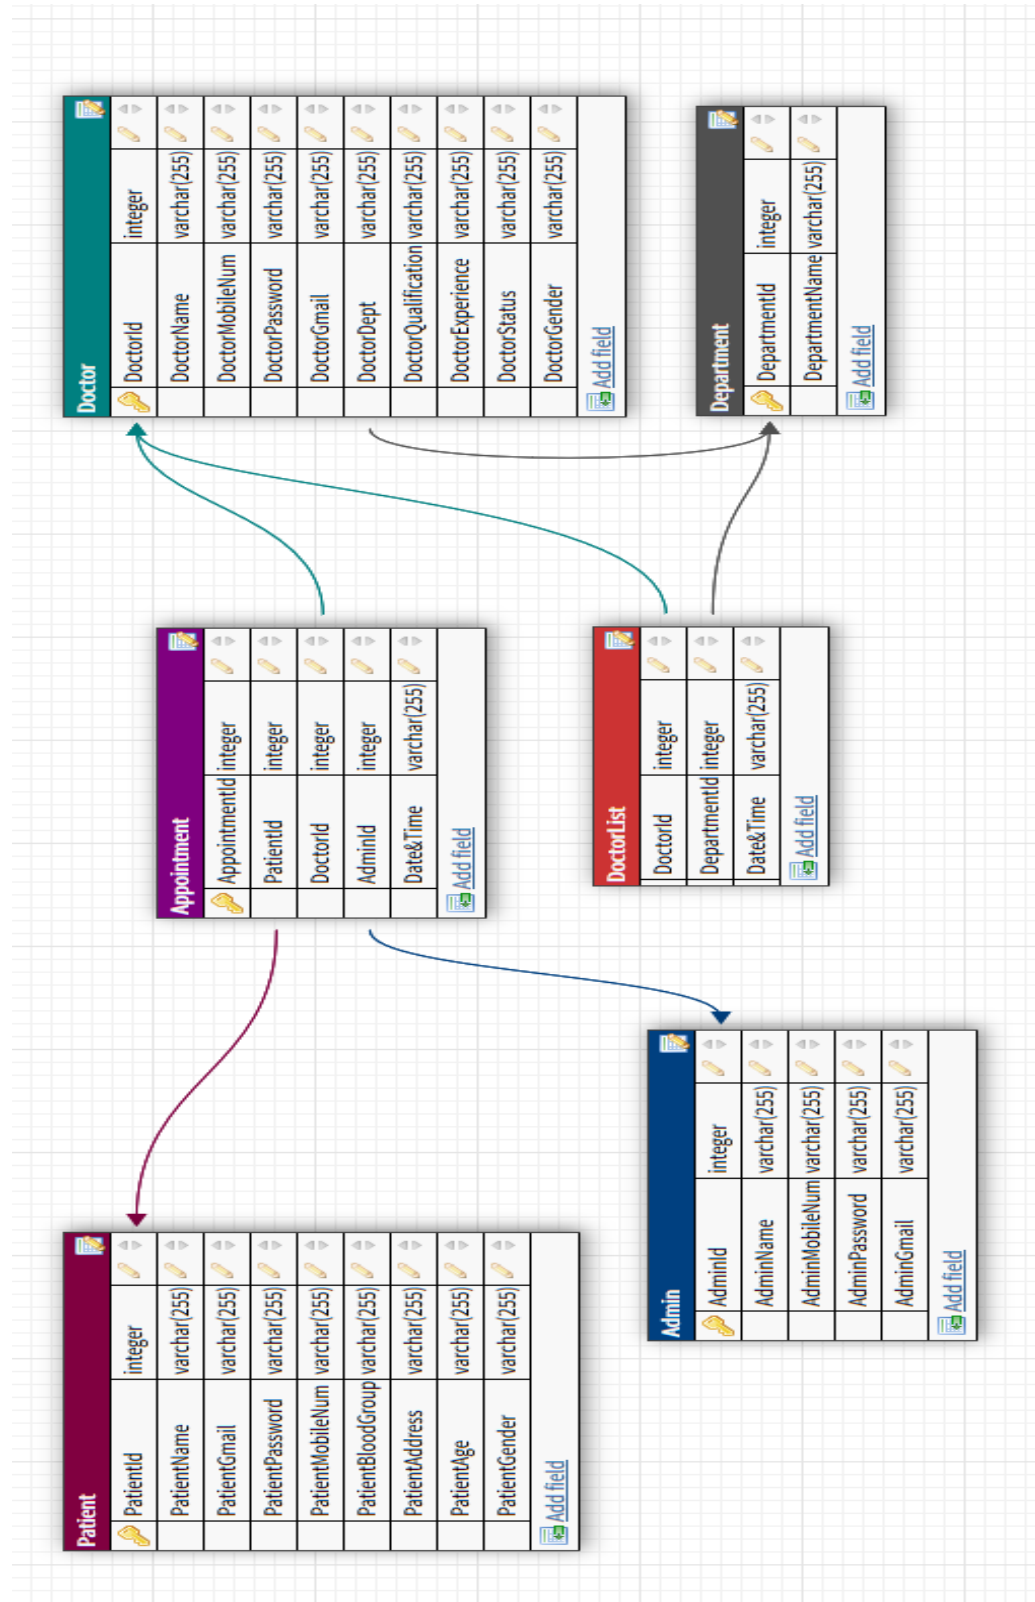 Patient
PatientId integer
PatientName varchar(255)
PatientGmail varchar(255)
PatientPassword varchar(255)
PatientMobileNum varchar(255)
PatientBloodGroup varchar(255)
PatientAddress varchar(255)
PatientAge varchar(255)
PatientGender varchar(255)
Add field
Appointment
AppointmentId integer
PatientId integer
DoctorId integer
AdminId integer
Date&Time varchar(255)
Add field
Doctor
DoctorId integer
DoctorName varchar(255)
DoctorMobileNum varchar(255)
DoctorPassword varchar(255)
DoctorGmail varchar(255)
DoctorDept varchar(255)
DoctorQualification varchar(255)
DoctorExperience varchar(255)
DoctorStatus varchar(255)
DoctorGender varchar(255)
Add field
Admin
AdminId integer
AdminName varchar(255)
AdminMobileNum varchar(255)
AdminPassword varchar(255)
AdminGmail varchar(255)
Add field
DoctorList
DoctorId integer
DepartmentId integer
Date&Time varchar(255)
Add field
Department
DepartmentId integer
DepartmentName varchar(255)
Add field